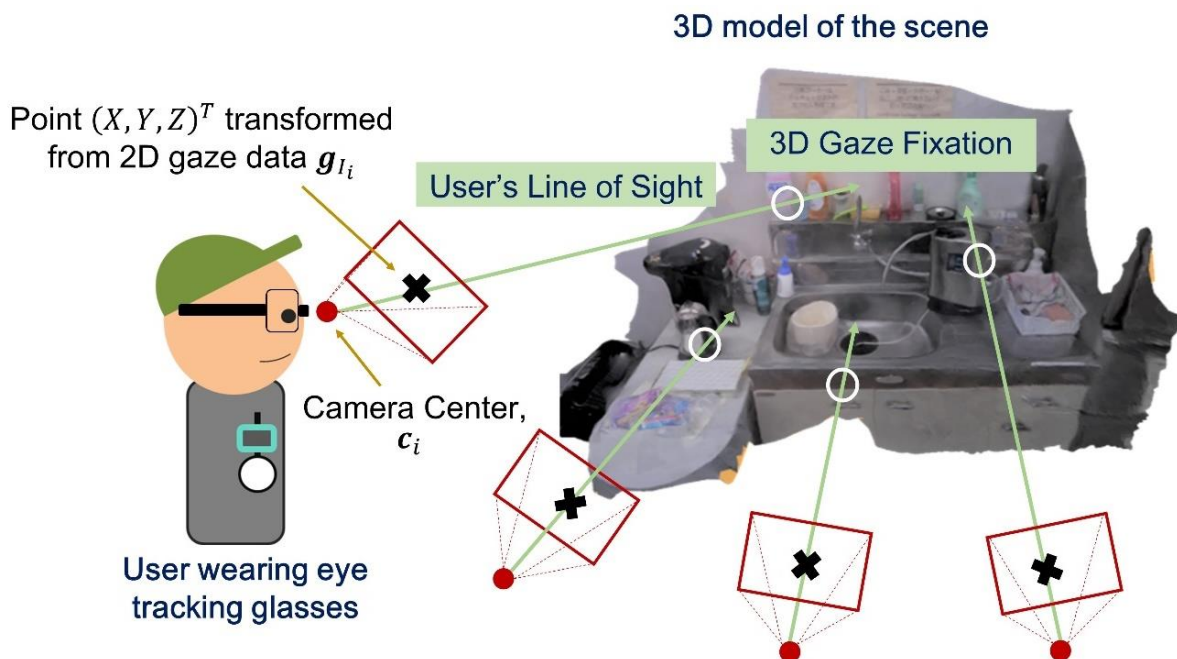 3D model of the scene
Point (X, Y, Z)^T transformed
from 2D gaze data g_{I_i}
3D Gaze Fixation
User's Line of Sight
Camera Center,
c_i
User wearing eye
tracking glasses